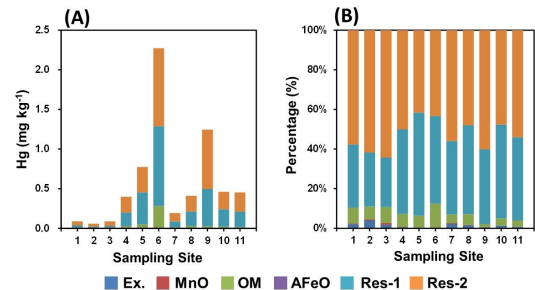 (A)
Hg (mg kg-1)
2.5
2.0
1.5
1.0
0.5
0.0
1 2 3 4 5 6 7 8 9 10 11
Sampling Site
(B)
Percentage (%)
100%
80%
60%
40%
20%
0%
1 2 3 4 5 6 7 8 9 10 11
Sampling Site
Ex. MnO OM AFeO Res-1 Res-2